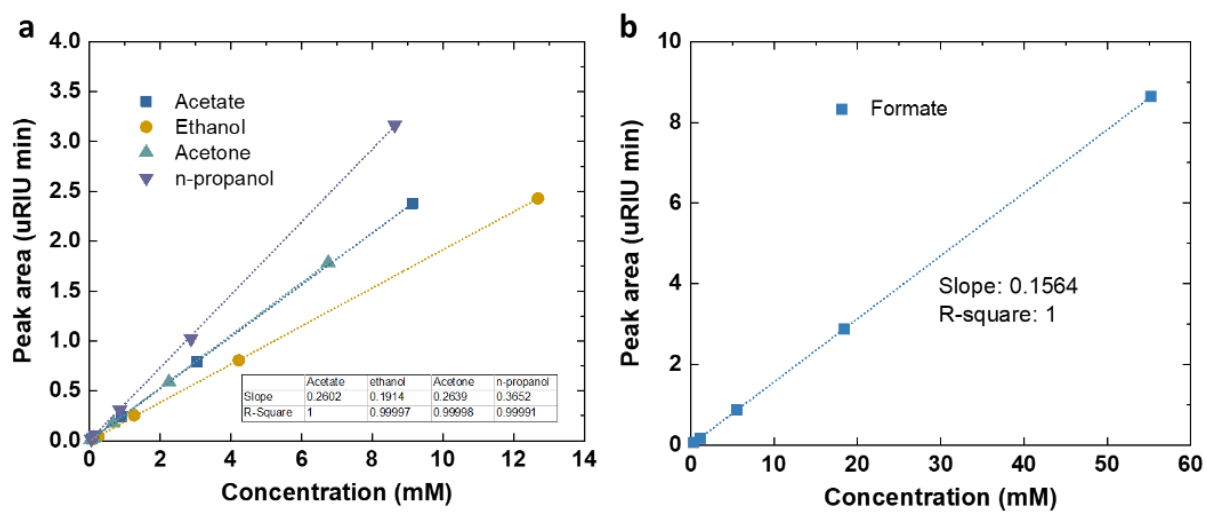 a
4.0
3.5
3.0
2.5
2.0
1.5
1.0
0.5
0.0
Peak area (uRIU min)
Acetate
Ethanol
Acetone
n-propanol
Acetate ethanol Acetone n-propanol
Slope 0.2602 0.1914 0.2639 0.3652
R-Square 1 0.99997 0.99998 0.99991
0 2 4 6 8 10 12 14
Concentration (mM)
b
10
8
6
4
2
0
Peak area (uRIU min)
Formate
Slope: 0.1564
R-square: 1
0 10 20 30 40 50 60
Concentration (mM)